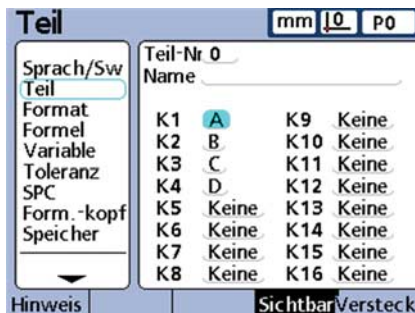 Teil
mm 0 P0
Sprach/Sw
Teil
Format
Formel
Variable
Toleranz
SPC
Form.-kopf
Speicher
Teil-Nr 0
Name
K1 A K9 Keine
K2 B K10 Keine
K3 C K11 Keine
K4 D K12 Keine
K5 Keine K13 Keine
K6 Keine K14 Keine
K7 Keine K15 Keine
K8 Keine K16 Keine
Hinweis Sichtbar Versteck